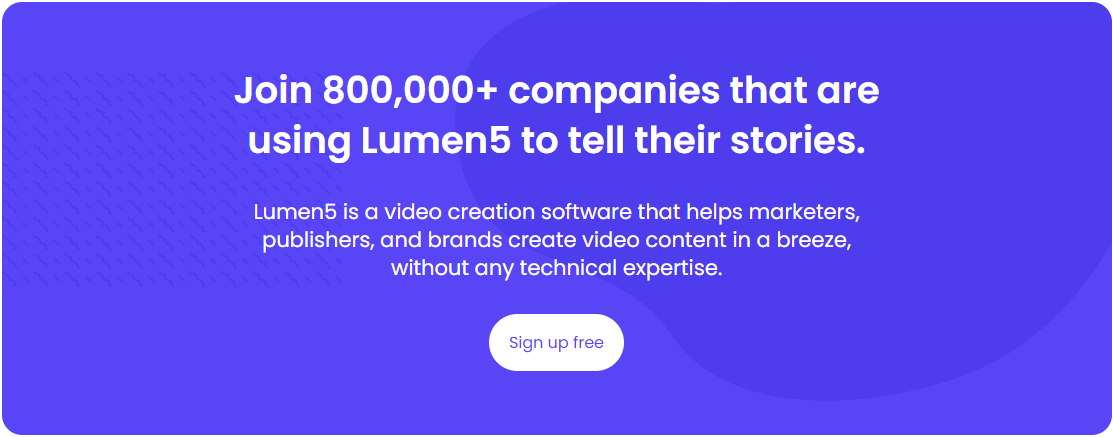 Join 800,000+ companies that are
using Lumen5 to tell their stories.
Lumen5 is a video creation software that helps marketers,
publishers, and brands create video content in a breeze,
without any technical expertise.
Sign up free